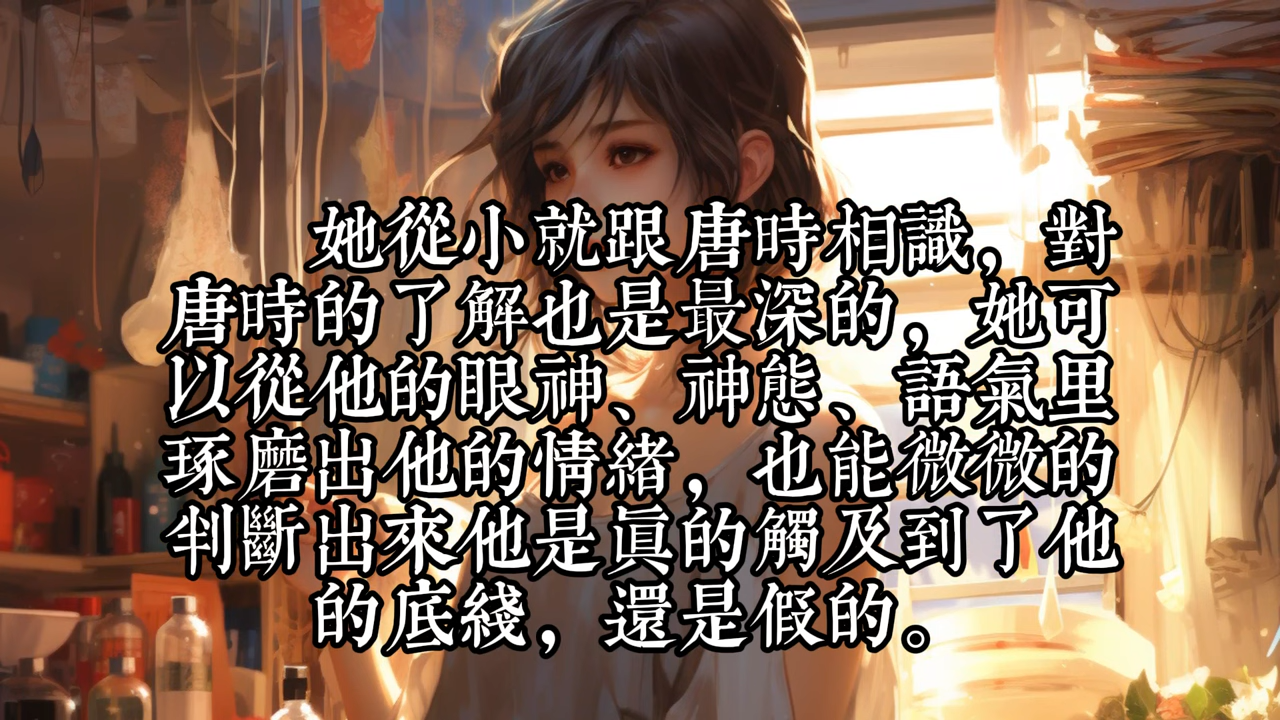 她從小就跟唐時相識，對
唐時的了解也是最深的，她可
以從他的眼神、神態、語氣里
琢磨出他的情緒，也能微微的
判斷出來他是眞的觸及到了他
的底綫，還是假的。